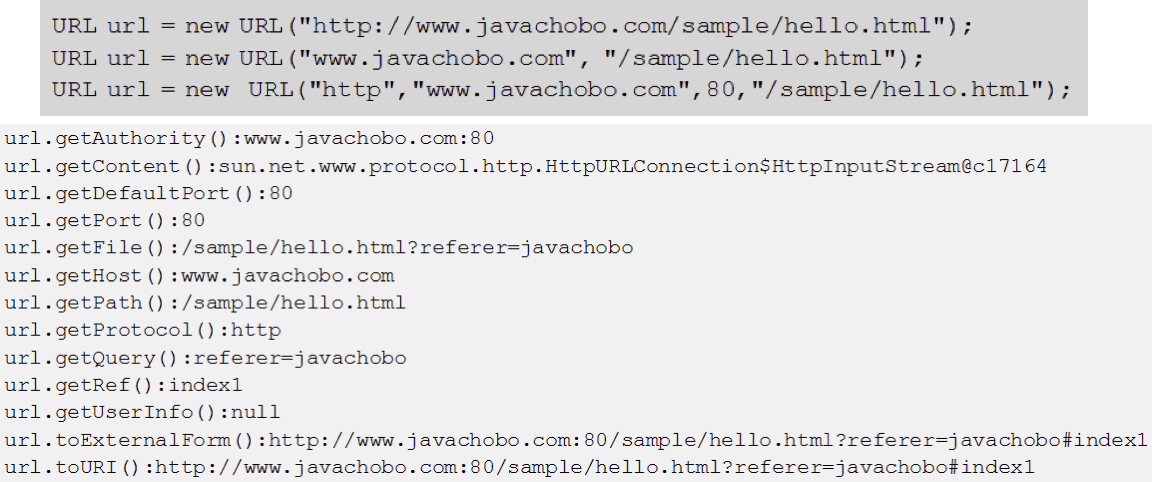 URL url = new URL("http://www.javachobo.com/sample/hello.html");
URL url = new URL("www.javachobo.com", "/sample/hello.html");
URL url = new  URL("http","www.javachobo.com",80,"/sample/hello.html");
url.getAuthority():www.javachobo.com:80
url.getContent():sun.net.www.protocol.http.HttpURLConnection$HttpInputStream@c17164
url.getDefaultPort():80
url.getPort():80
url.getFile():/sample/hello.html?referer=javachobo
url.getHost():www.javachobo.com
url.getPath():/sample/hello.html
url.getProtocol():http
url.getQuery():referer=javachobo
url.getRef():index1
url.getUserInfo():null
url.toExternalForm():http://www.javachobo.com:80/sample/hello.html?referer=javachobo#index1
url.toURI():http://www.javachobo.com:80/sample/hello.html?referer=javachobo#index1